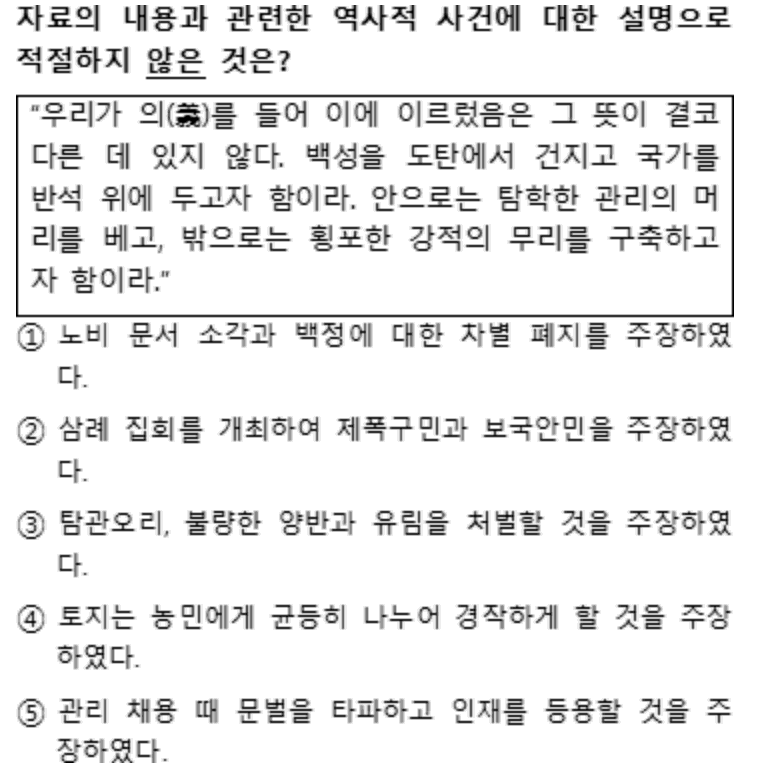 자료의 내용과 관련한 역사적 사건에 대한 설명으로
적절하지 않은 것은?
"우리가 의(義)를 들어 이에 이르렀음은 그 뜻이 결코
다른 데 있지 않다. 백성을 도탄에서 건지고 국가를
반석 위에 두고자 함이라. 안으로는 탐학한 관리의 머
리를 베고, 밖으로는 횡포한 강적의 무리를 구축하고
자 함이라."
① 노비 문서 소각과 백정에 대한 차별 폐지를 주장하였
다.
② 삼례 집회를 개최하여 제폭구민과 보국안민을 주장하였
다.
③ 탐관오리, 불량한 양반과 유림을 처벌할 것을 주장하였
다.
④ 토지는 농민에게 균등히 나누어 경작하게 할 것을 주장
하였다.
⑤ 관리 채용 때 문벌을 타파하고 인재를 등용할 것을 주
장하였다.